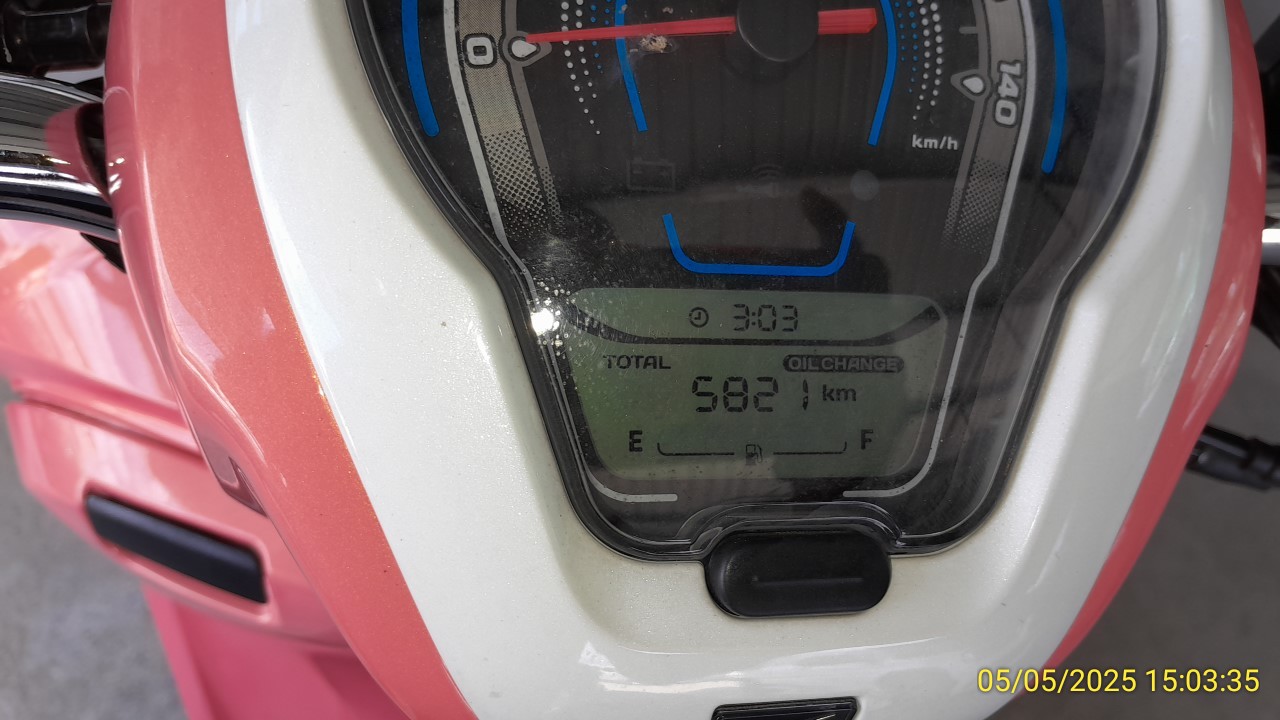 0
140
km/h
3:03
TOTAL OIL CHANGE
5821 km
E F
05/05/2025 15:03:35